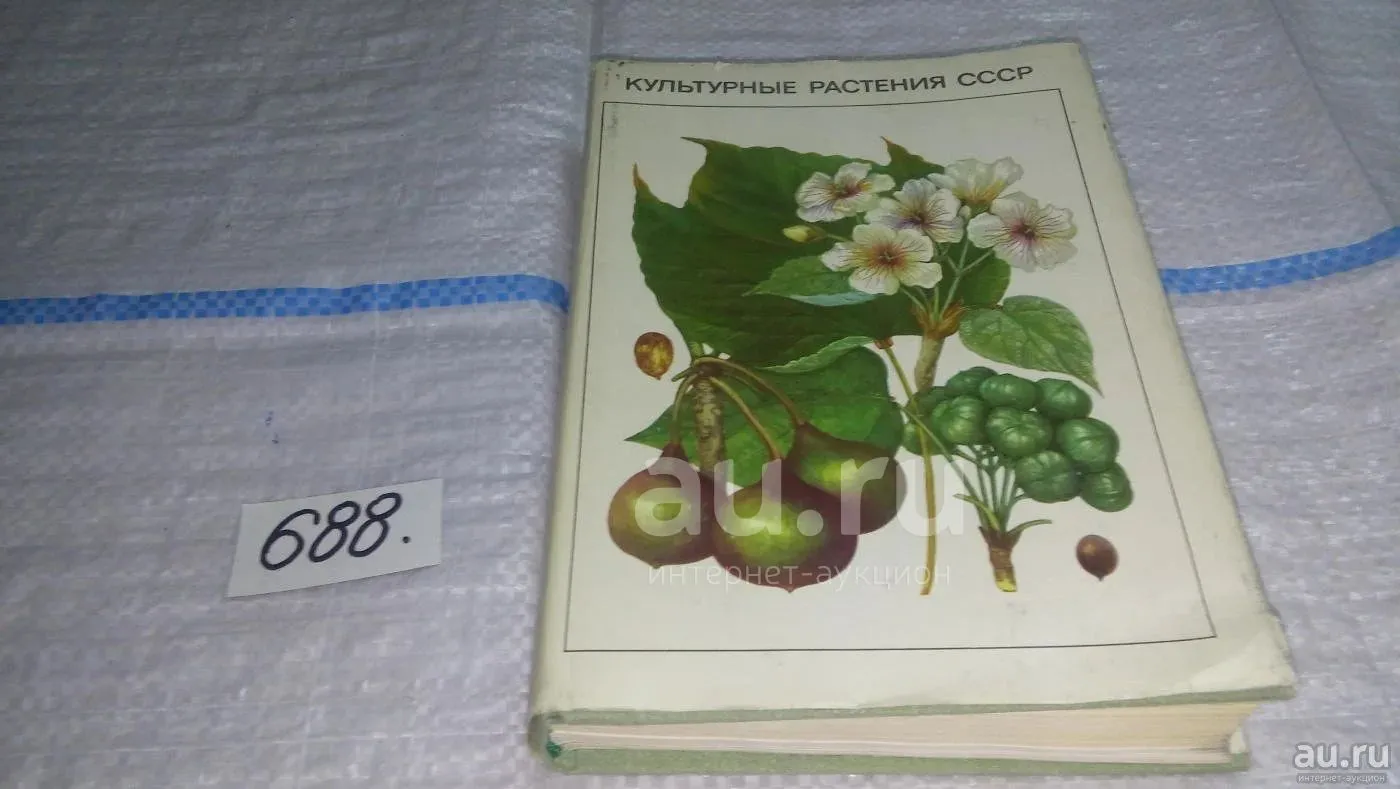 КУЛЬТУРНЫЕ РАСТЕНИЯ СССР
688.
au.ru
интернет-аукцион
au.ru
интернет-аукцион